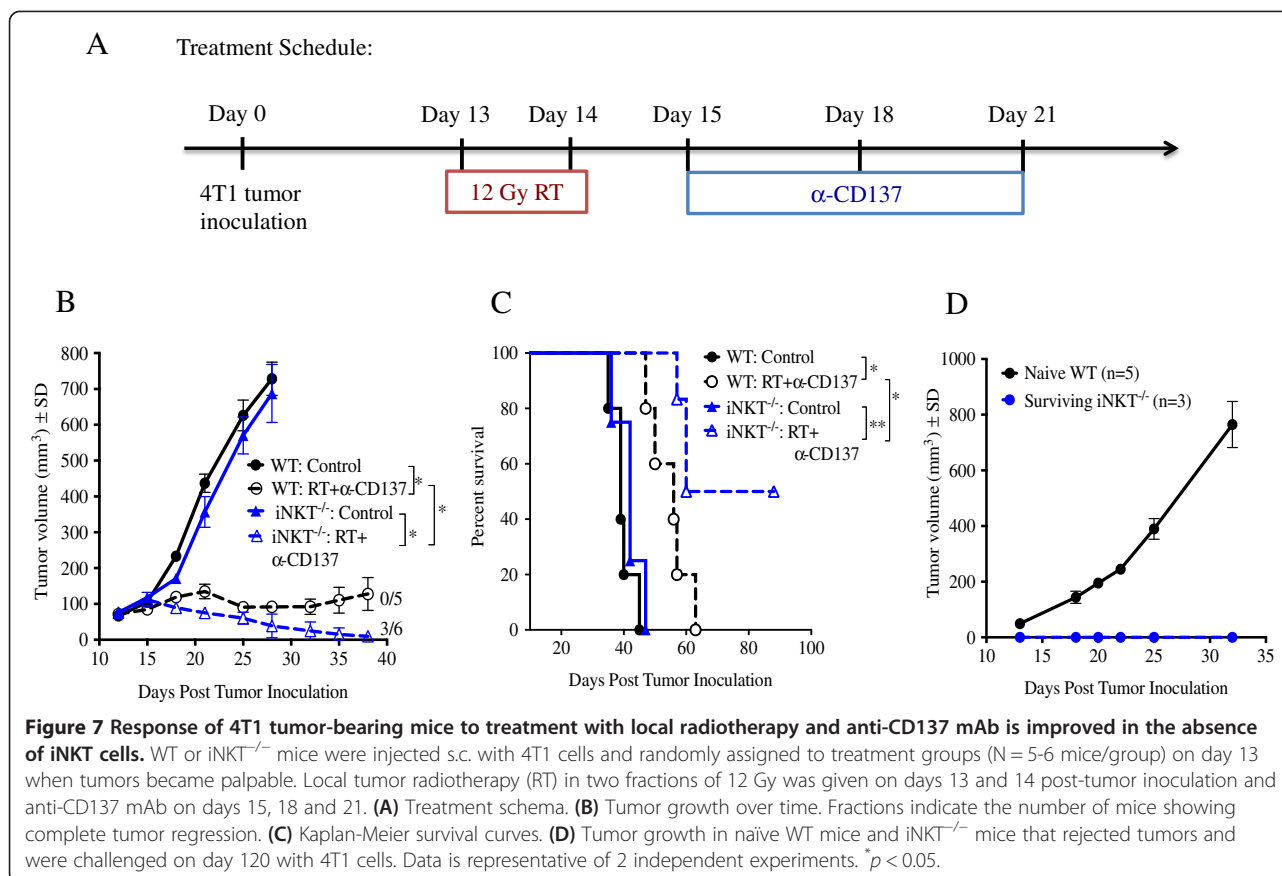 A
Treatment Schedule:
Day 0
Day 13
Day 14
Day 15
Day 18
Day 21
4T1 tumor
inoculation
12 Gy RT
α-CD137
B
Tumor volume (mm³) ± SD
800
700
600
500
400
300
200
100
0
10 15 20 25 30 35 40
Days Post Tumor Inoculation
WT: Control
WT: RT+α-CD137
iNKT⁻/⁻: Control
iNKT⁻/⁻: RT+
α-CD137
*
*
*
0/5
3/6
C
Percent survival
100
80
60
40
20
0
20 40 60 80 100
Days Post Tumor Inoculation
WT: Control
WT: RT+α-CD137
iNKT⁻/⁻: Control
iNKT⁻/⁻: RT+
α-CD137
*
**
*
D
Tumor volume (mm³) ± SD
1000
800
600
400
200
0
10 15 20 25 30 35
Days Post Tumor Inoculation
Naive WT (n=5)
Surviving iNKT⁻/⁻ (n=3)
Figure 7 Response of 4T1 tumor-bearing mice to treatment with local radiotherapy and anti-CD137 mAb is improved in the absence
of iNKT cells. WT or iNKT⁻/⁻ mice were injected s.c. with 4T1 cells and randomly assigned to treatment groups (N = 5-6 mice/group) on day 13
when tumors became palpable. Local tumor radiotherapy (RT) in two fractions of 12 Gy was given on days 13 and 14 post-tumor inoculation and
anti-CD137 mAb on days 15, 18 and 21. (A) Treatment schema. (B) Tumor growth over time. Fractions indicate the number of mice showing
complete tumor regression. (C) Kaplan-Meier survival curves. (D) Tumor growth in naïve WT mice and iNKT⁻/⁻ mice that rejected tumors and
were challenged on day 120 with 4T1 cells. Data is representative of 2 independent experiments. *p < 0.05.